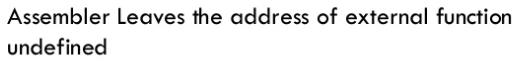 Assembler Leaves the address of external function
undefined